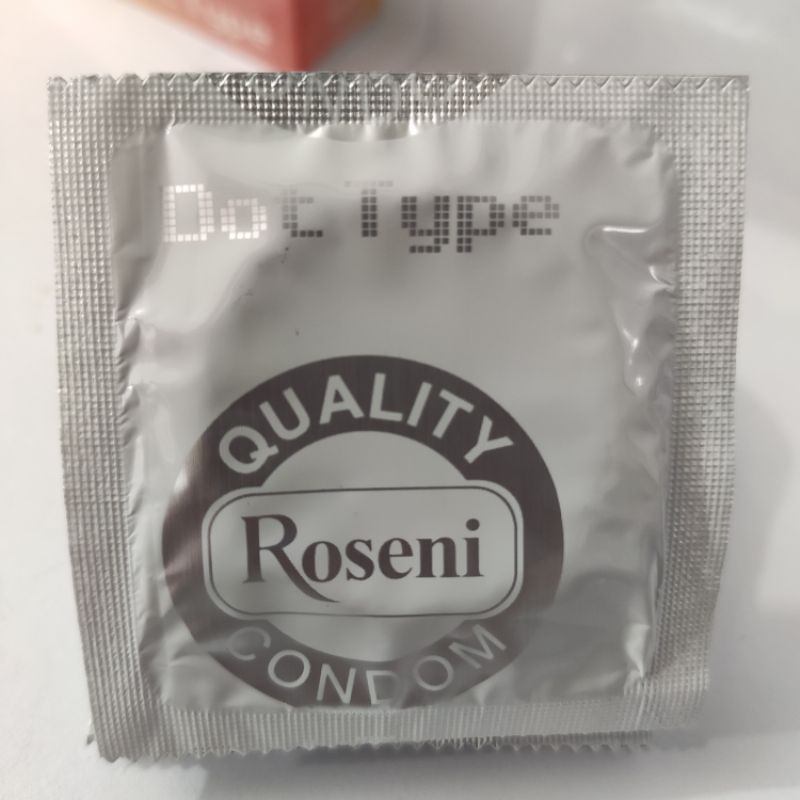 Dot Type
QUALITY
Roseni
CONDOM